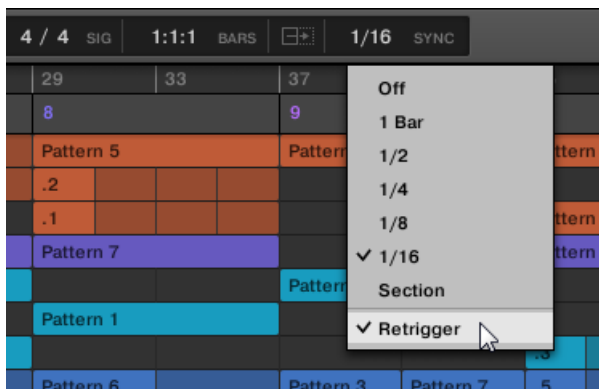 4 / 4 SIG 1:1:1 BARS 1/16 SYNC
29 33 37
8 9
Off
1 Bar
1/2
1/4
1/8
✓ 1/16
Section
✓ Retrigger
Pattern 5 Pattern ttern
.2
.1 ttern
Pattern 7 ttern
Pattern
Pattern 1
.3
Pattern 6 Pattern 3 Pattern 7 5